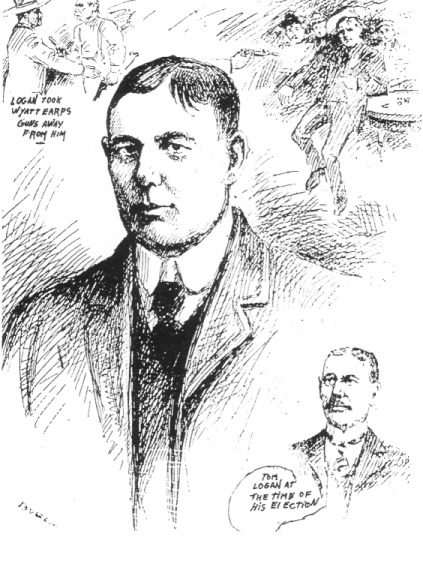 LOGAN TOOK
WYATT EARPS
GUNS AWAY
FROM HIM
TOM
LOGAN AT
THE TIME OF
HIS ELECTION